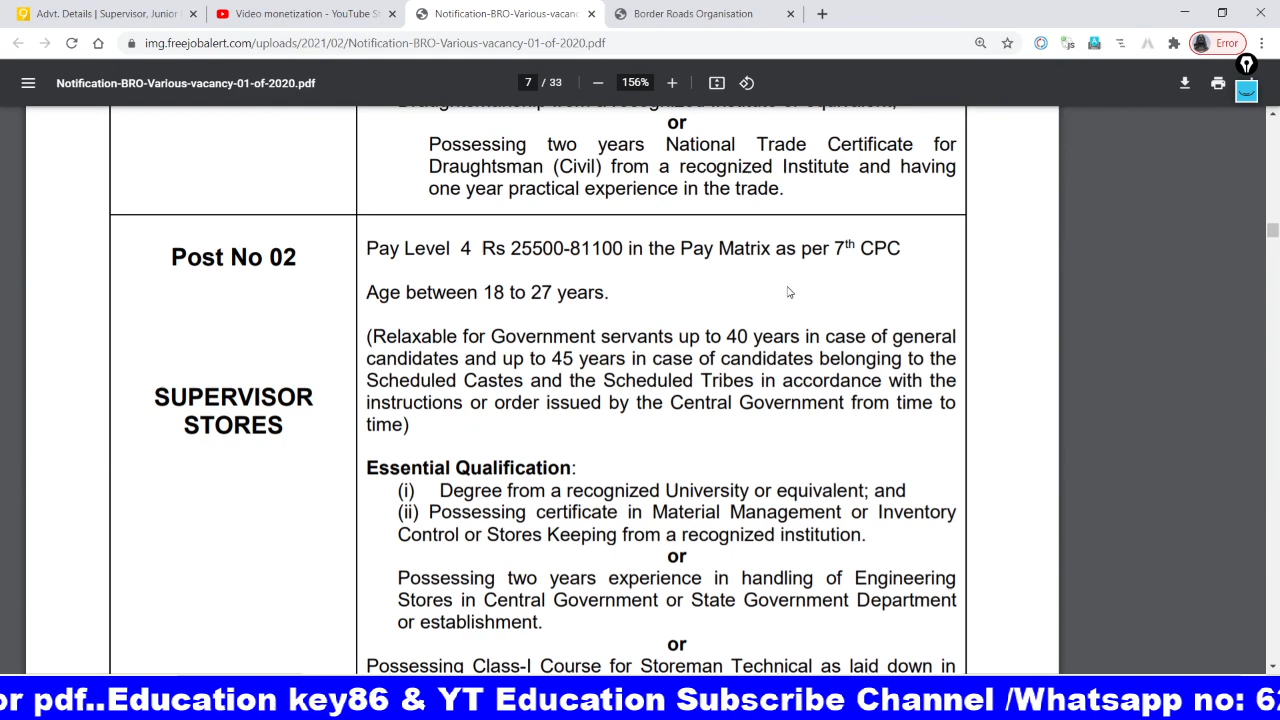 Advt. Details | Supervisor, Junior
Video monetization - YouTube St
Notification-BRO-Various-vacanc
Border Roads Organisation
img.freejobalert.com/uploads/2021/02/Notification-BRO-Various-vacancy-01-of-2020.pdf
Error
Notification-BRO-Various-vacancy-01-of-2020.pdf
7 / 33
156%
or
Possessing two years National Trade Certificate for
Draughtsman (Civil) from a recognized Institute and having
one year practical experience in the trade.
Post No 02
SUPERVISOR
STORES
Pay Level 4 Rs 25500-81100 in the Pay Matrix as per 7th CPC
Age between 18 to 27 years.
(Relaxable for Government servants up to 40 years in case of general
candidates and up to 45 years in case of candidates belonging to the
Scheduled Castes and the Scheduled Tribes in accordance with the
instructions or order issued by the Central Government from time to
time)
Essential Qualification:
(i) Degree from a recognized University or equivalent; and
(ii) Possessing certificate in Material Management or Inventory
Control or Stores Keeping from a recognized institution.
or
Possessing two years experience in handling of Engineering
Stores in Central Government or State Government Department
or establishment.
or
Possessing Class-I Course for Storeman Technical as laid down in
or pdf..Education key86 & YT Education Subscribe Channel /Whatsapp no: 62